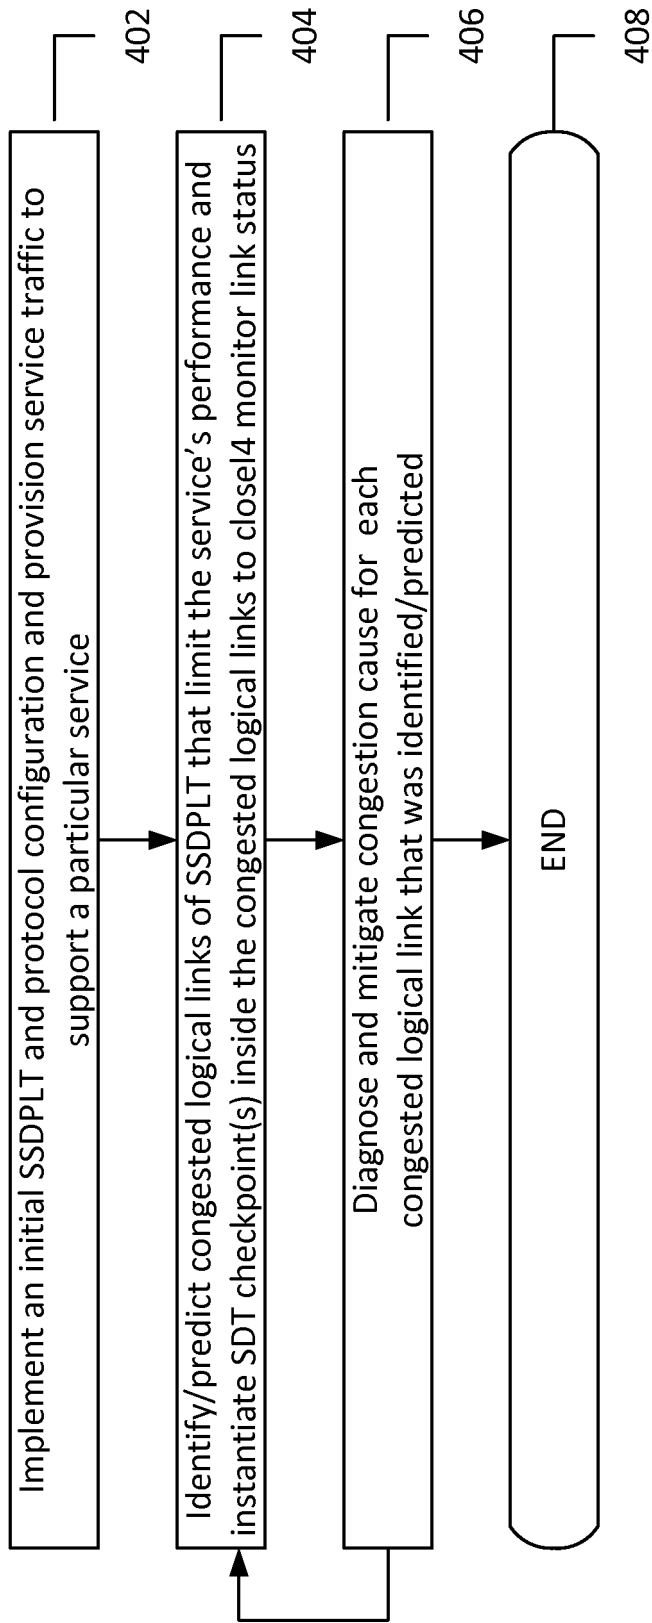 Implement an initial SSDPLT and protocol configuration and provision service traffic to
support a particular service
402
Identify/predict congested logical links of SSDPLT that limit the service's performance and
instantiate SDT checkpoint(s) inside the congested logical links to closel4 monitor link status
404
Diagnose and mitigate congestion cause for each
congested logical link that was identified/predicted
406
END
408